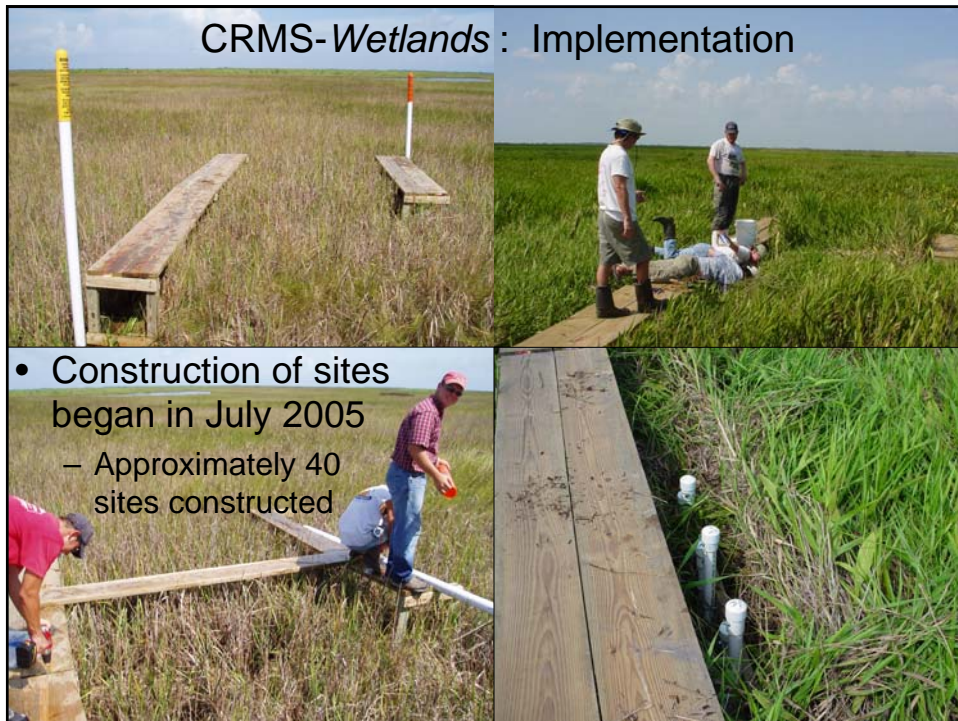 CRMS-Wetlands : Implementation
• Construction of sites
began in July 2005
– Approximately 40
sites constructed